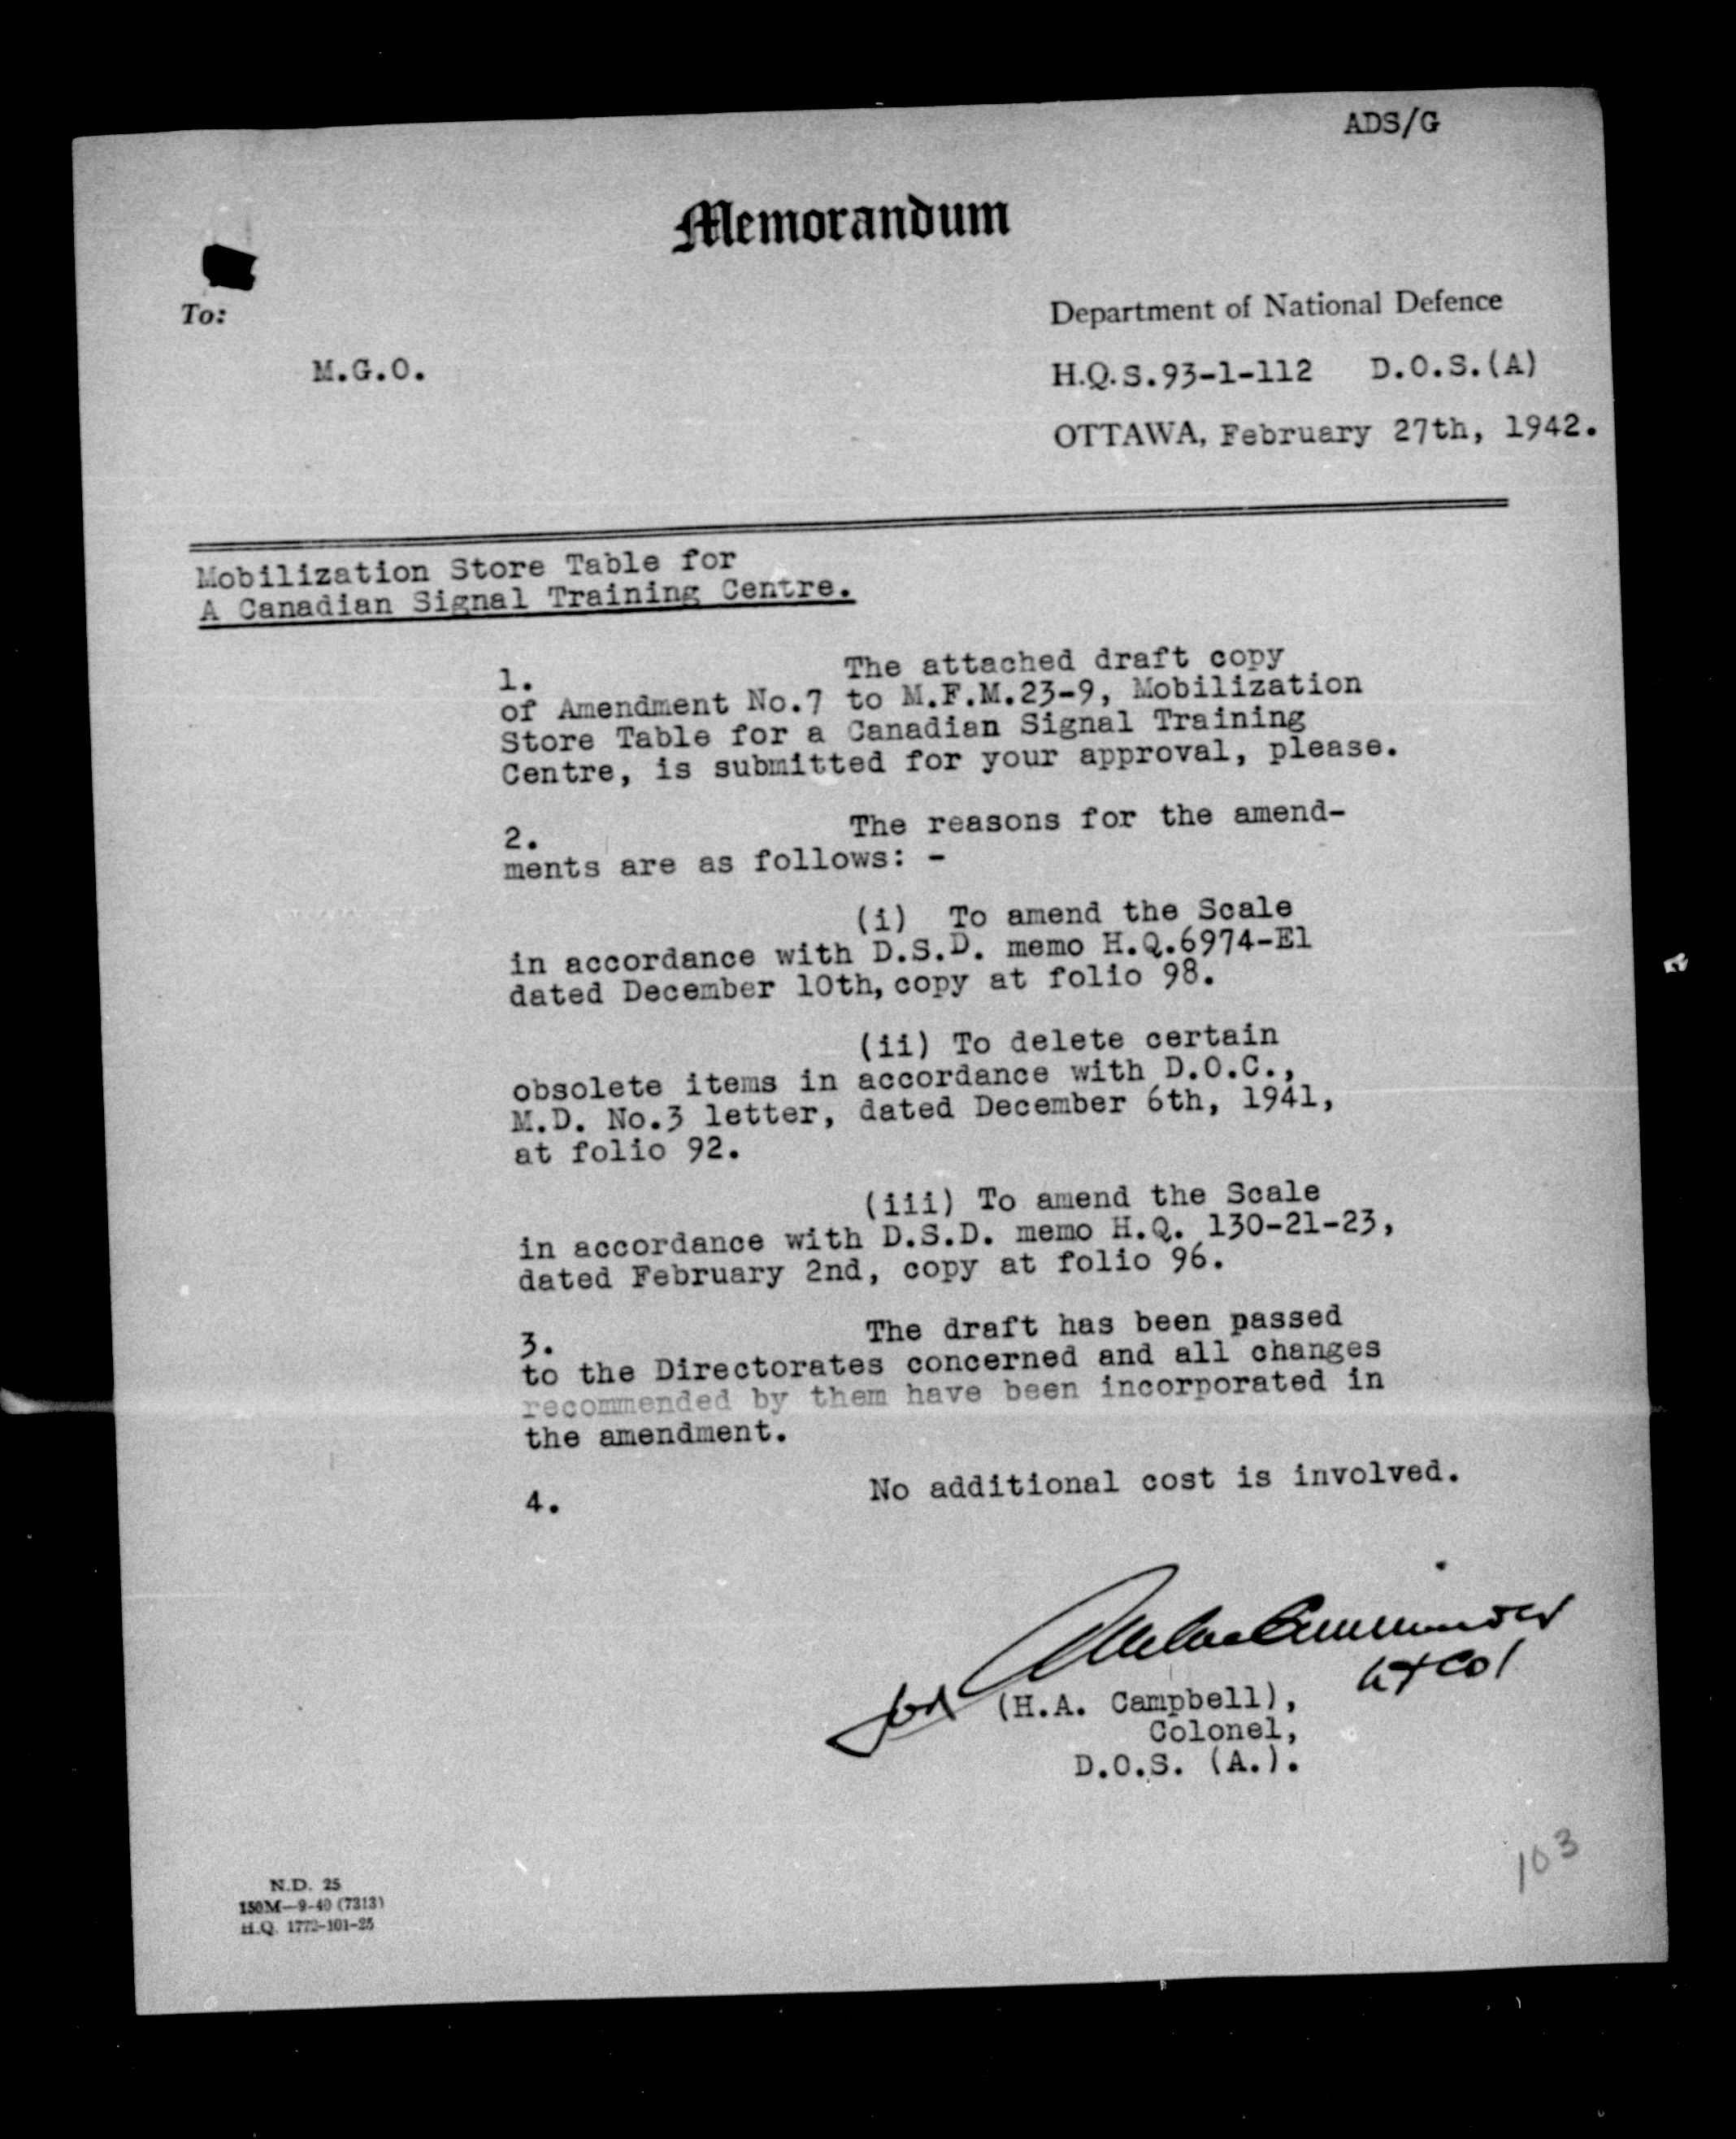 ADS/G
Memorandum
To:
M.G.O.
Department of National Defence
H.Q.S.93-1-112 D.O.S.(A)
OTTAWA, February 27th, 1942.
Mobilization Store Table for
A Canadian Signal Training Centre.
1. The attached draft copy
of Amendment No.7 to M.F.M.23-9, Mobilization
Store Table for a Canadian Signal Training
Centre, is submitted for your approval, please.
2. The reasons for the amend-
ments are as follows: -
(i) To amend the Scale
in accordance with D.S.D. memo H.Q.6974-E1
dated December 10th, copy at folio 98.
(ii) To delete certain
obsolete items in accordance with D.O.C.,
M.D. No.3 letter, dated December 6th, 1941,
at folio 92.
(iii) To amend the Scale
in accordance with D.S.D. memo H.Q. 130-21-23,
dated February 2nd, copy at folio 96.
3. The draft has been passed
to the Directorates concerned and all changes
recommended by them have been incorporated in
the amendment.
4. No additional cost is involved.
Lt Col
for (H.A. Campbell),
Colonel,
D.O.S. (A.).
103
N.D. 25
150M—9-40 (7313)
H.Q. 1772-101-25